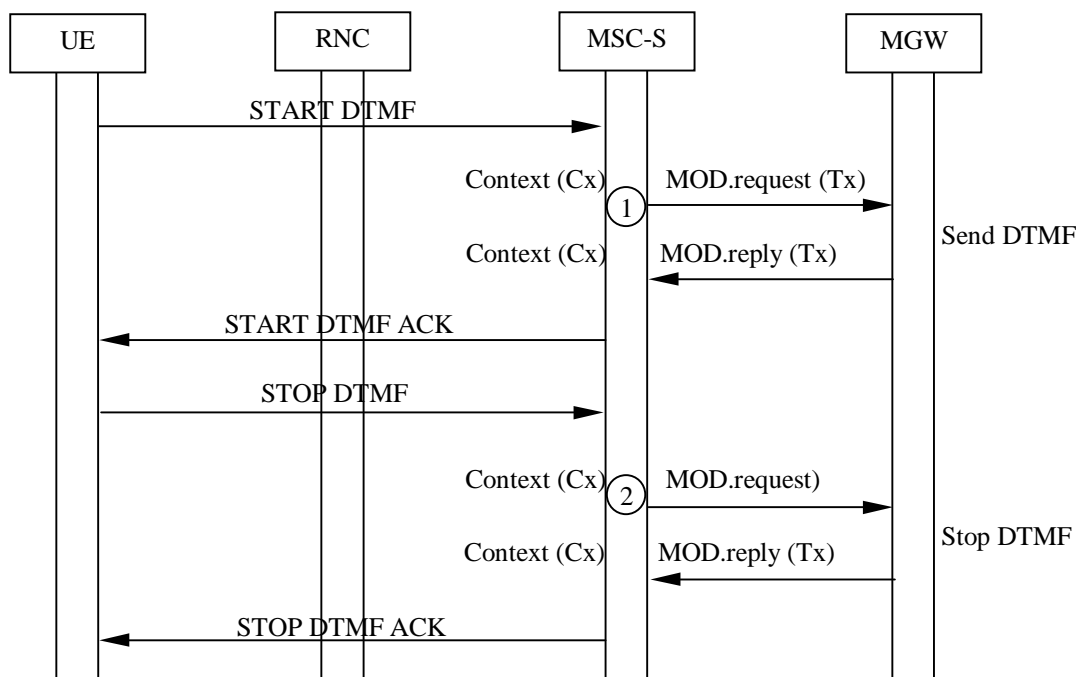 UE
RNC
MSC-S
MGW
START DTMF
Context (Cx)
MOD.request (Tx)
1
Send DTMF
Context (Cx)
MOD.reply (Tx)
START DTMF ACK
STOP DTMF
Context (Cx)
MOD.request)
2
Stop DTMF
Context (Cx)
MOD.reply (Tx)
STOP DTMF ACK